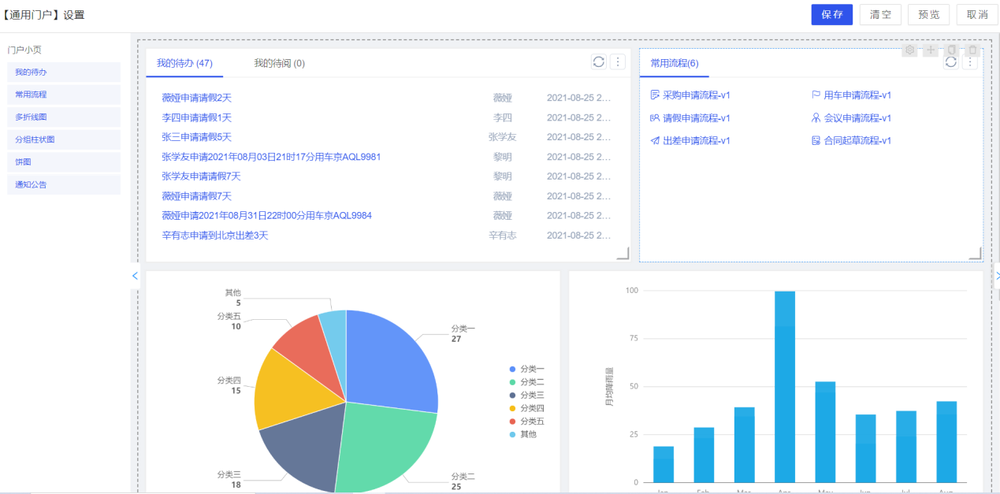 【通用门户】设置
保存 清空 预览 取消
门户小页
我的待办
常用流程
多折线图
分组柱状图
饼图
通知公告
我的待办 (47) 我的待阅 (0)
薇娅申请请假2天 薇娅 2021-08-25 2...
李四申请请假1天 李四 2021-08-25 2...
张三申请请假5天 张学友 2021-08-25 2...
张学友申请2021年08月03日21时17分用车京AQL9981 黎明 2021-08-25 2...
张学友申请请假7天 黎明 2021-08-25 2...
薇娅申请请假7天 薇娅 2021-08-25 2...
薇娅申请2021年08月31日22时00分用车京AQL9984 薇娅 2021-08-25 2...
辛有志申请到北京出差3天 辛有志 2021-08-25 2...
常用流程(6)
采购申请流程-v1 用车申请流程-v1
请假申请流程-v1 会议申请流程-v1
出差申请流程-v1 合同起草流程-v1
其他
5
分类五
10
分类四
15
分类三
18
分类一
27
分类二
25
分类一
分类二
分类三
分类四
分类五
其他
月均降雨量
100
75
50
25
0
Jan. Feb. Mar. Apr. May Jun. Jul. Aug.